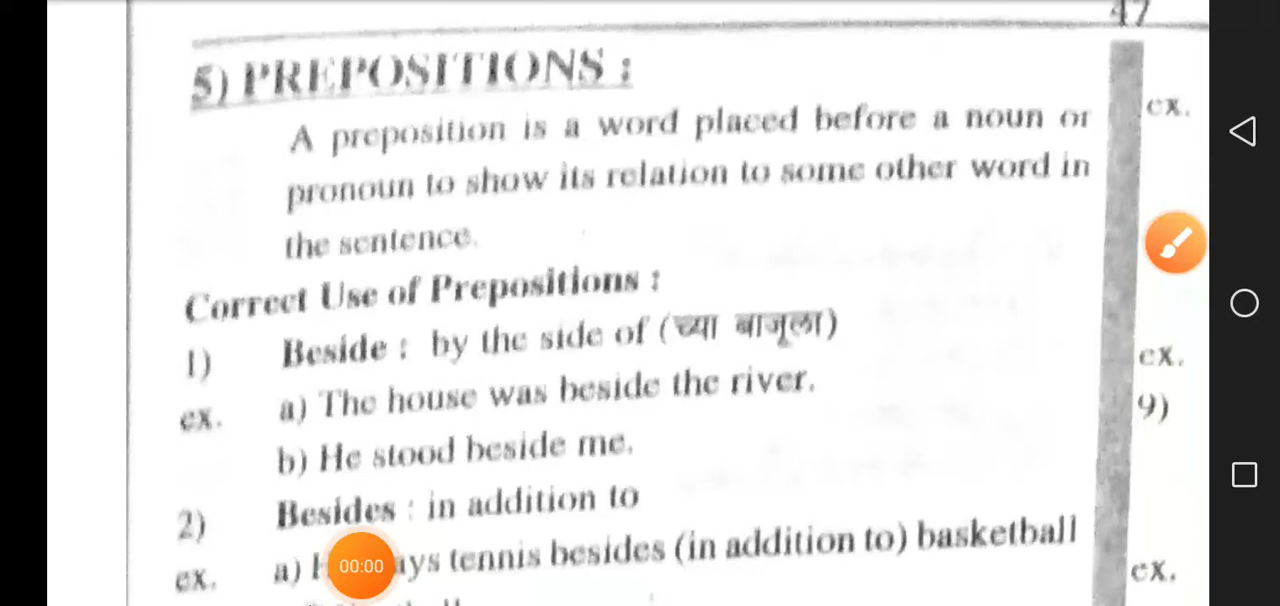 47
5) PREPOSITIONS :
A preposition is a word placed before a noun or
pronoun to show its relation to some other word in
the sentence.
Correct Use of Prepositions :
1) Beside : by the side of (च्या बाजूला)
ex. a) The house was beside the river.
b) He stood beside me.
2) Besides : in addition to
ex. a) tennis besides (in addition to) basketball
ex.
ex.
9)
ex.
00:00